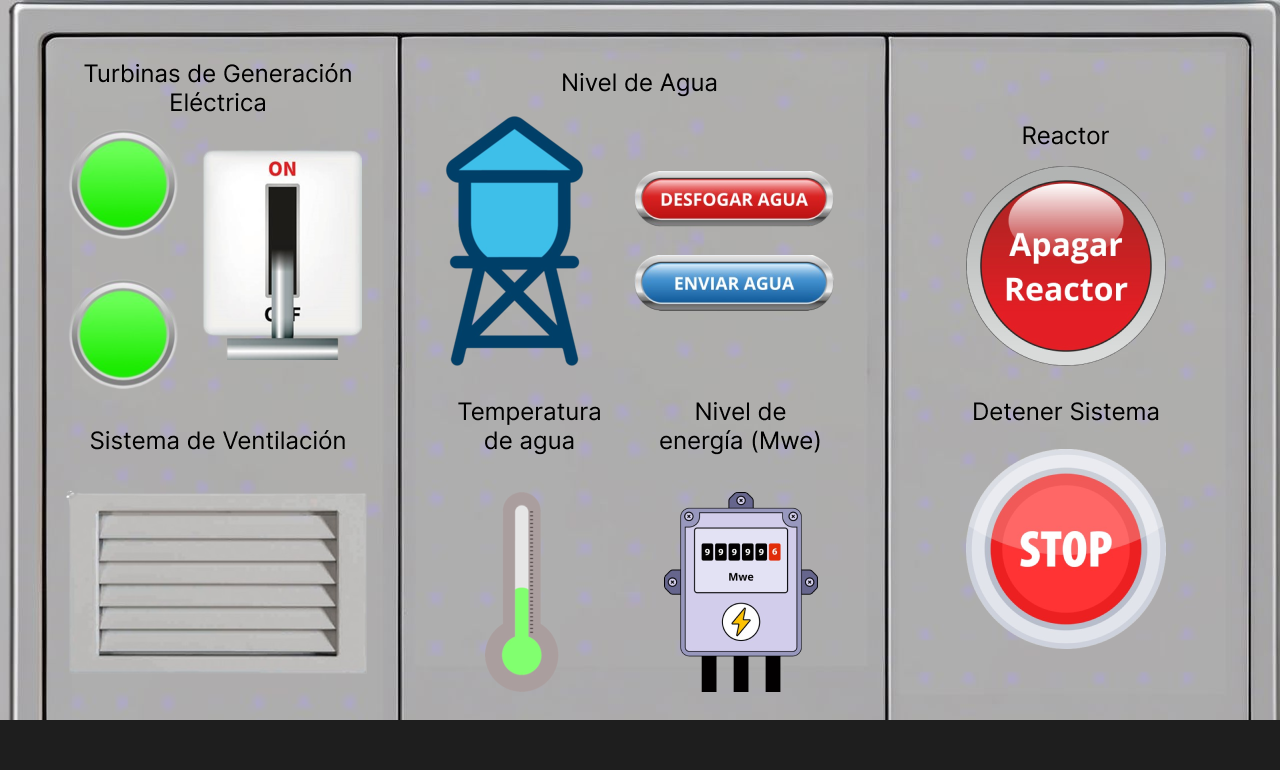 Turbinas de Generación
Eléctrica
ON
Sistema de Ventilación
Nivel de Agua
DESFOGAR AGUA
ENVIAR AGUA
Temperatura
de agua
Nivel de
energía (Mwe)
999996
Mwe
Reactor
Apagar
Reactor
Detener Sistema
STOP